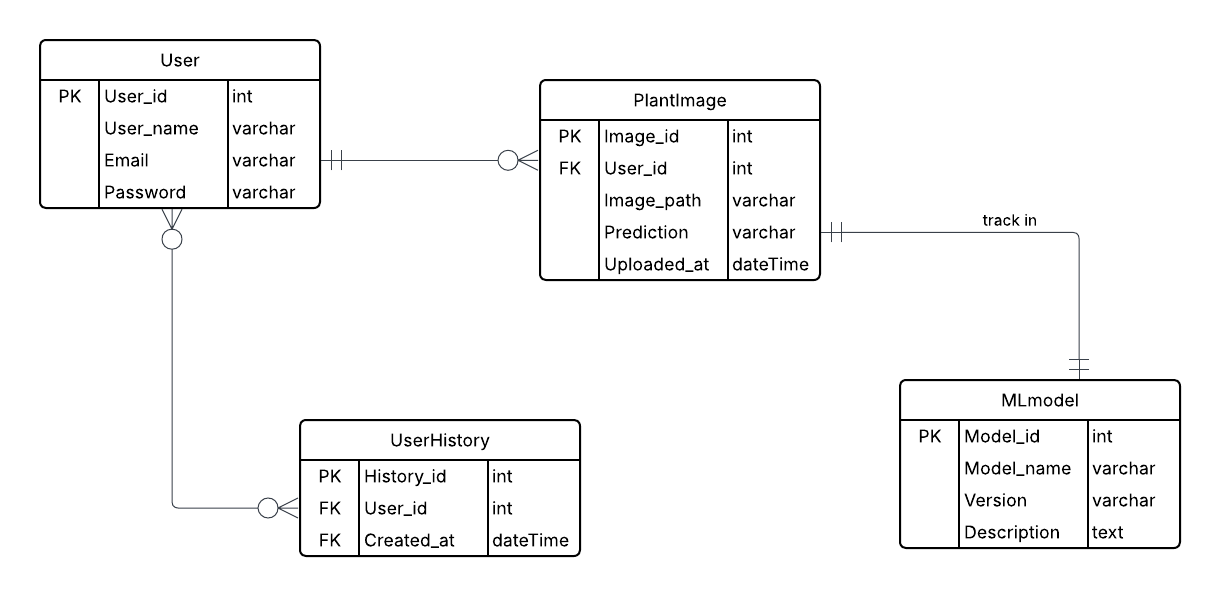 User
PK User_id int
User_name varchar
Email varchar
Password varchar
PlantImage
PK Image_id int
FK User_id int
Image_path varchar
Prediction varchar
Uploaded_at dateTime
track in
MLmodel
PK Model_id int
Model_name varchar
Version varchar
Description text
UserHistory
PK History_id int
FK User_id int
FK Created_at dateTime